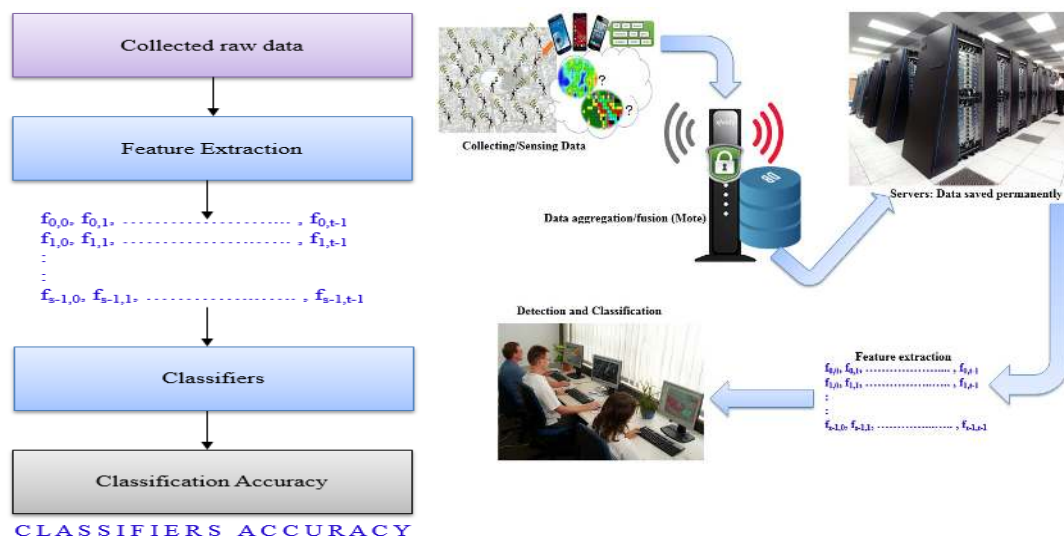 Collected raw data
Feature Extraction
f0,0, f0,1, ........................ , f0,t-1
f1,0, f1,1, ........................ , f1,t-1
:
:
fs-1,0, fs-1,1, ........................ , fs-1,t-1
Classifiers
Classification Accuracy
CLASSIFIERS ACCURACY
?
?
Collecting/Sensing Data
Data aggregation/fusion (Mote)
Servers: Data saved permanently
Feature extraction
f0,0, f0,1, ........................ , f0,t-1
f1,0, f1,1, ........................ , f1,t-1
:
:
fs-1,0, fs-1,1, ........................ , fs-1,t-1
Detection and Classification